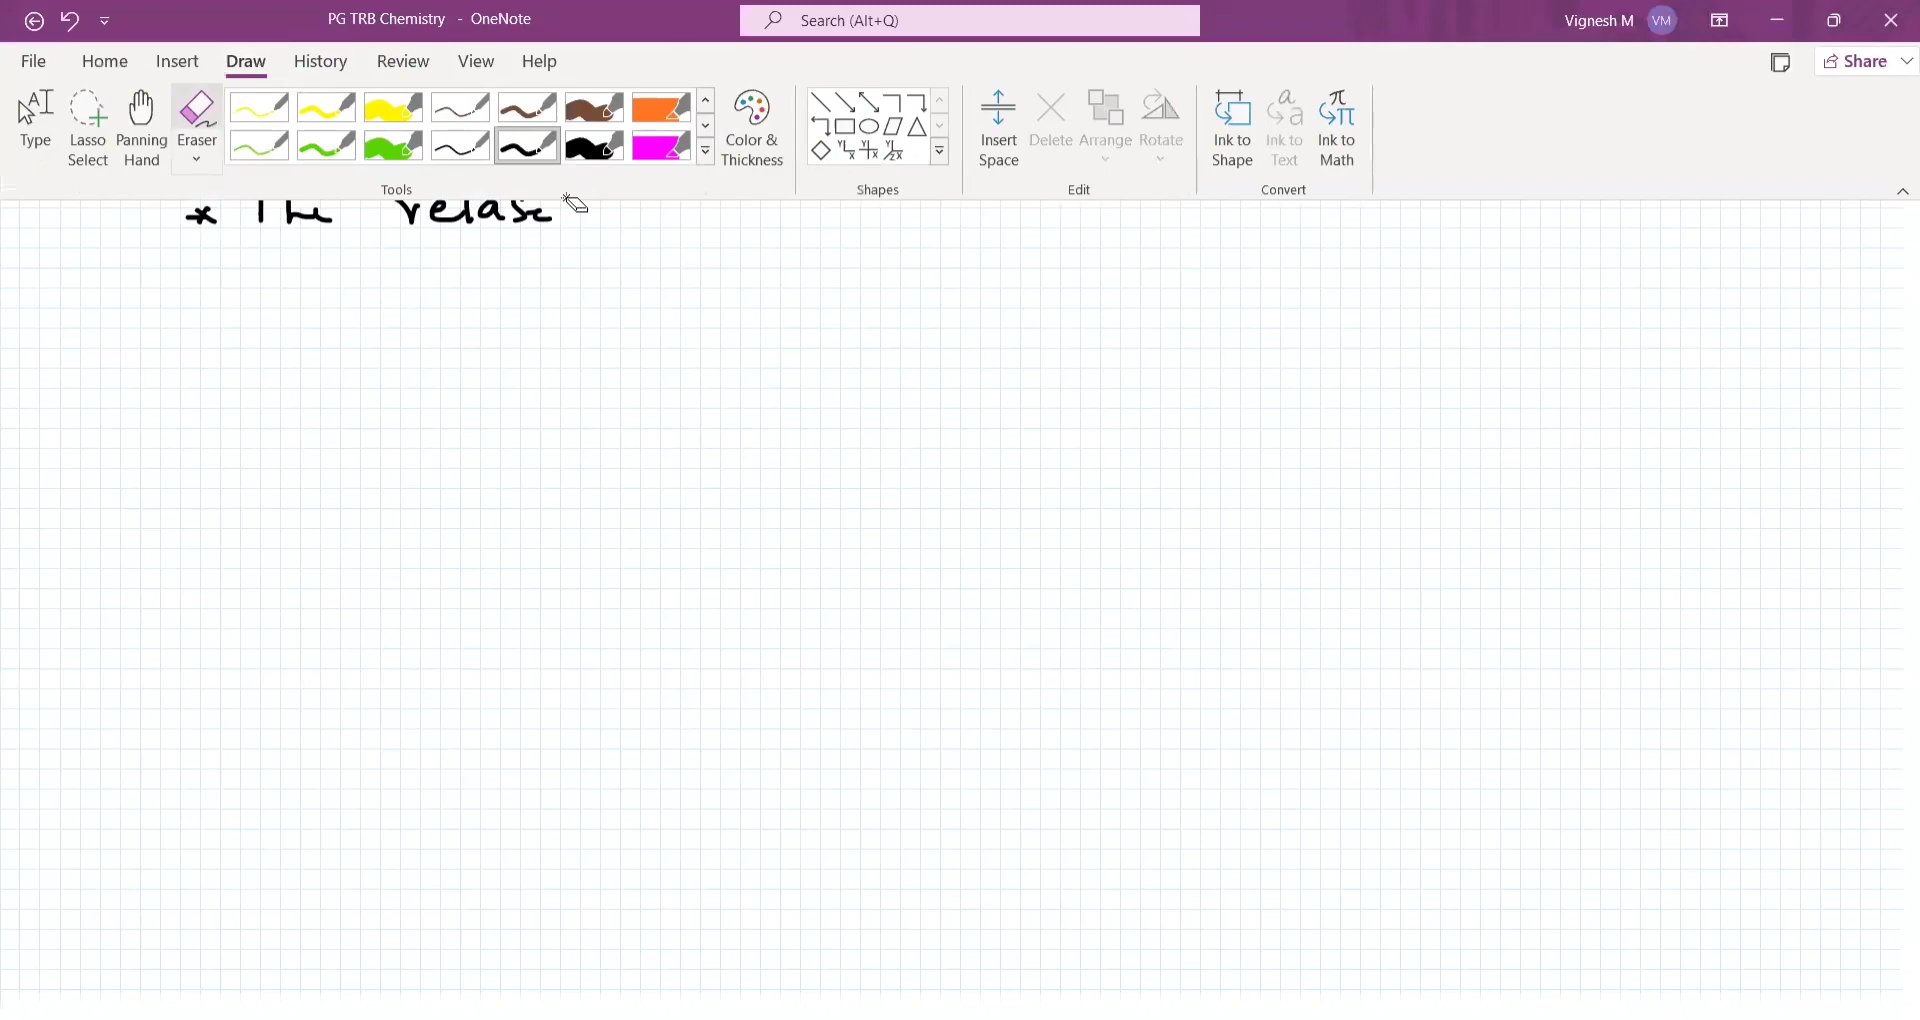 PG TRB Chemistry - OneNote
Search (Alt+Q)
Vignesh M VM
File Home Insert Draw History Review View Help
Share
Type
Lasso Select
Panning Hand
Eraser
Color & Thickness
Insert Space
Delete Arrange Rotate
Ink to Shape
Ink to Text
Ink to Math
Tools Shapes Edit Convert
* The relase